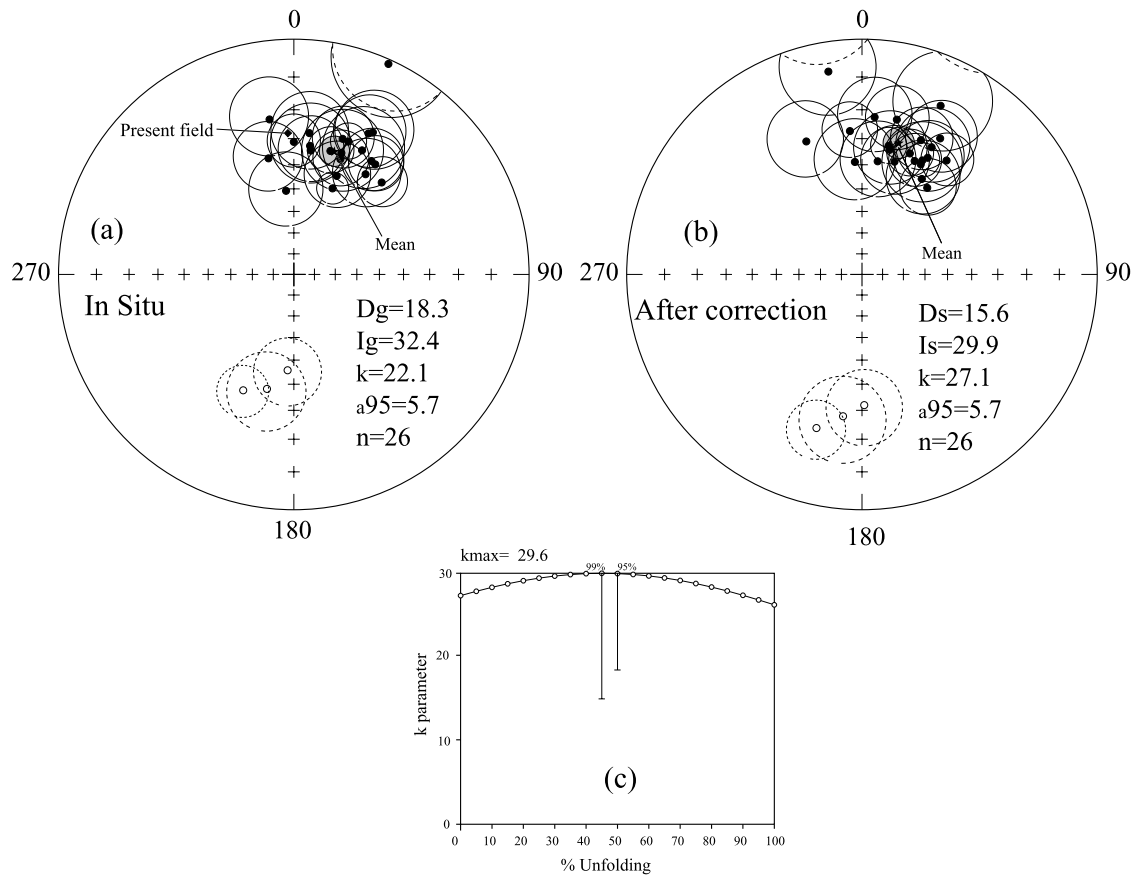 0
Present field
(a)
Mean
270
90
In Situ
Dg=18.3
Ig=32.4
k=22.1
a95=5.7
n=26
180
0
(b)
Mean
270
90
After correction
Ds=15.6
Is=29.9
k=27.1
a95=5.7
n=26
180
kmax= 29.6
99% 95%
30
20
10
0
k parameter
(c)
0 10 20 30 40 50 60 70 80 90 100
% Unfolding